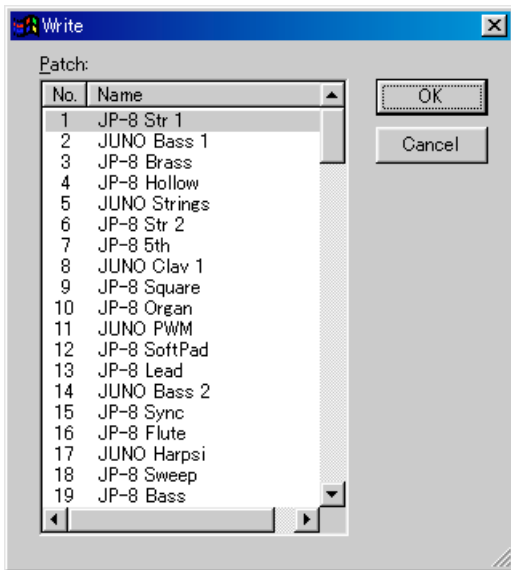 Write
Patch:
No. Name
1 JP-8 Str 1
2 JUNO Bass 1
3 JP-8 Brass
4 JP-8 Hollow
5 JUNO Strings
6 JP-8 Str 2
7 JP-8 5th
8 JUNO Clav 1
9 JP-8 Square
10 JP-8 Organ
11 JUNO PWM
12 JP-8 SoftPad
13 JP-8 Lead
14 JUNO Bass 2
15 JP-8 Sync
16 JP-8 Flute
17 JUNO Harpsi
18 JP-8 Sweep
19 JP-8 Bass
OK
Cancel